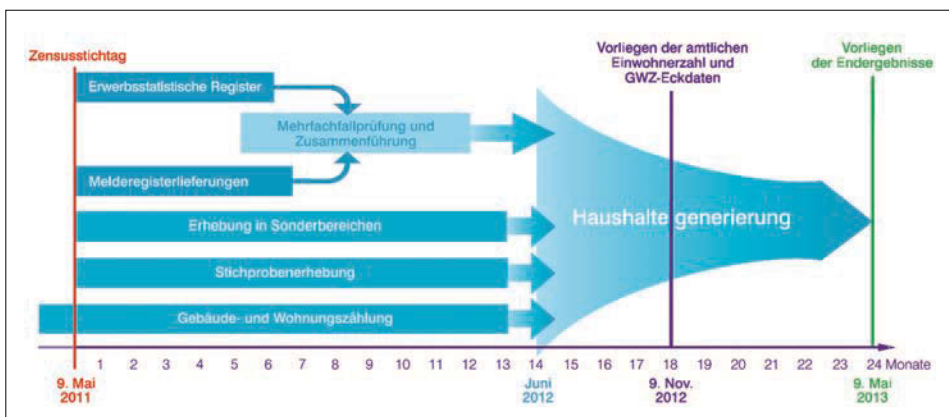 Zensusstichtag
Vorliegen der amtlichen
Einwohnerzahl und
GWZ-Eckdaten
Vorliegen
der Endergebnisse
Erwerbsstatistische Register
Mehrfachfallprüfung und
Zusammenführung
Melderegisterlieferungen
Erhebung in Sonderbereichen
Haushalte generierung
Stichprobenerhebung
Gebäude- und Wohnungszählung
1 2 3 4 5 6 7 8 9 10 11 12 13 14 15 16 17 18 19 20 21 22 23 24 Monate
9. Mai
2011
Juni
2012
9. Nov.
2012
9. Mai
2013